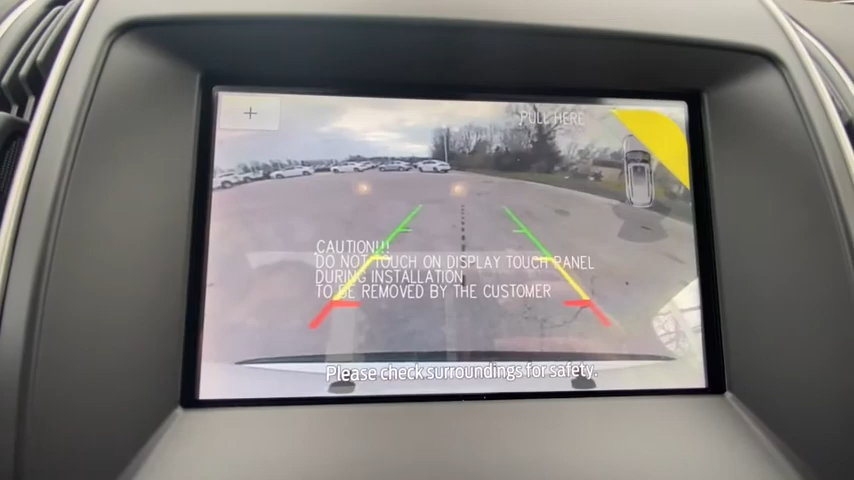 +
PULL HERE
CAUTION!!!
DO NOT TOUCH ON DISPLAY TOUCH PANEL
DURING INSTALLATION
TO BE REMOVED BY THE CUSTOMER
Please check surroundings for safety.